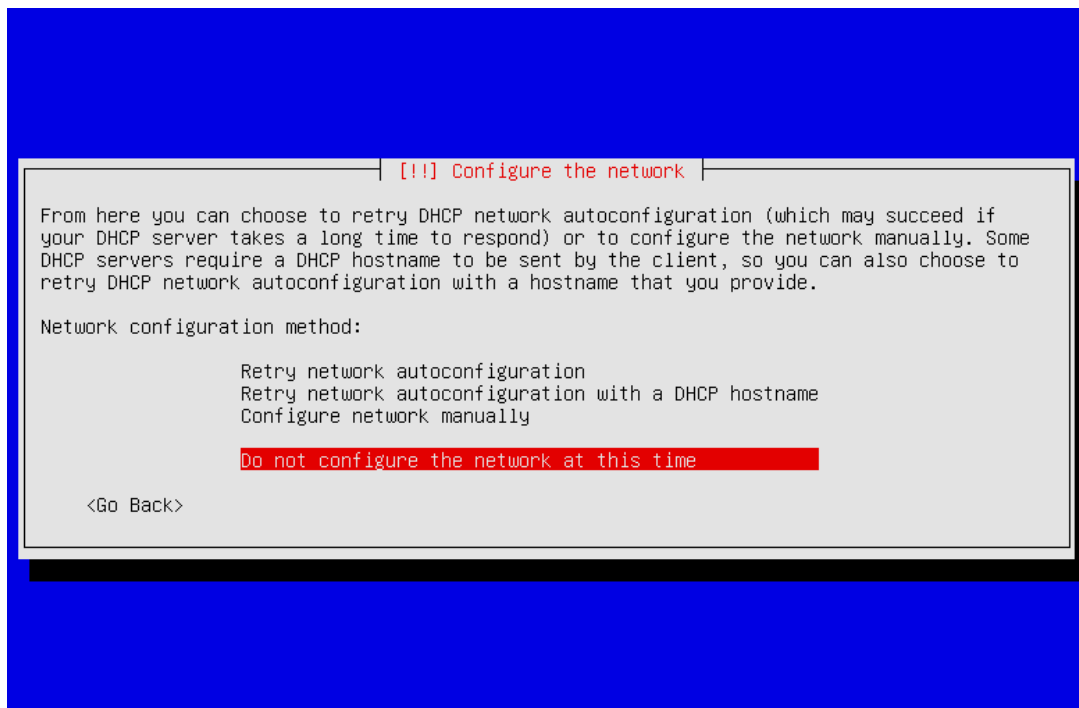 [!!] Configure the network
From here you can choose to retry DHCP network autoconfiguration (which may succeed if
your DHCP server takes a long time to respond) or to configure the network manually. Some
DHCP servers require a DHCP hostname to be sent by the client, so you can also choose to
retry DHCP network autoconfiguration with a hostname that you provide.
Network configuration method:
Retry network autoconfiguration
Retry network autoconfiguration with a DHCP hostname
Configure network manually
Do not configure the network at this time
<Go Back>